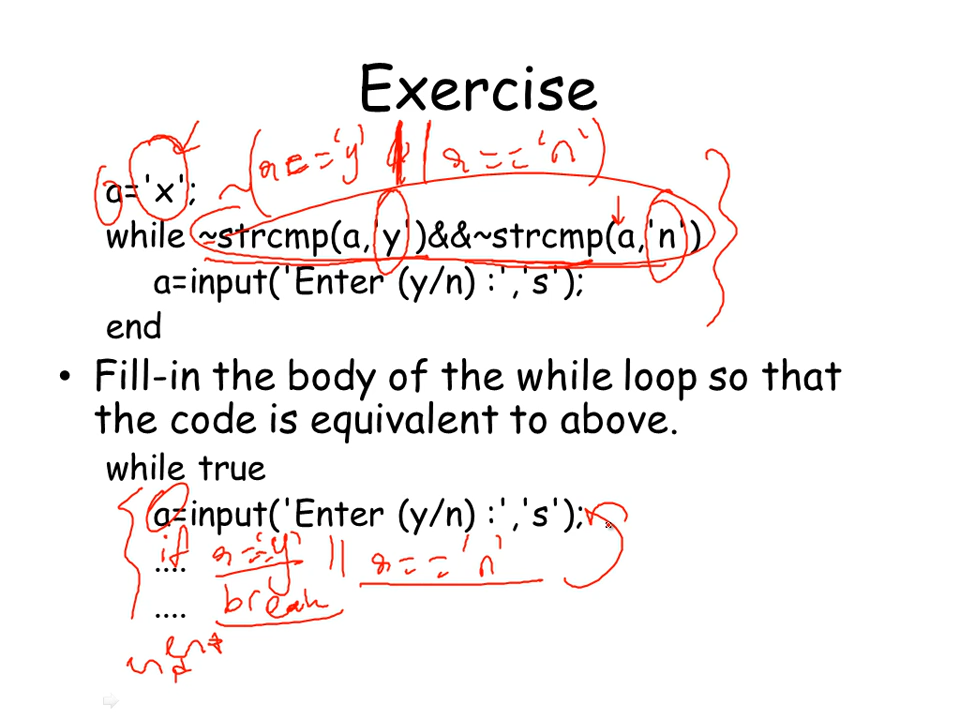 Exercise
~(a=='y' || a=='n')
a='x';
while ~strcmp(a,'y')&&~strcmp(a,'n')
a=input('Enter (y/n) :','s');
end
• Fill-in the body of the while loop so that
the code is equivalent to above.
while true
a=input('Enter (y/n) :','s');
.... if a=='y' || a=='n'
.... break
end
end